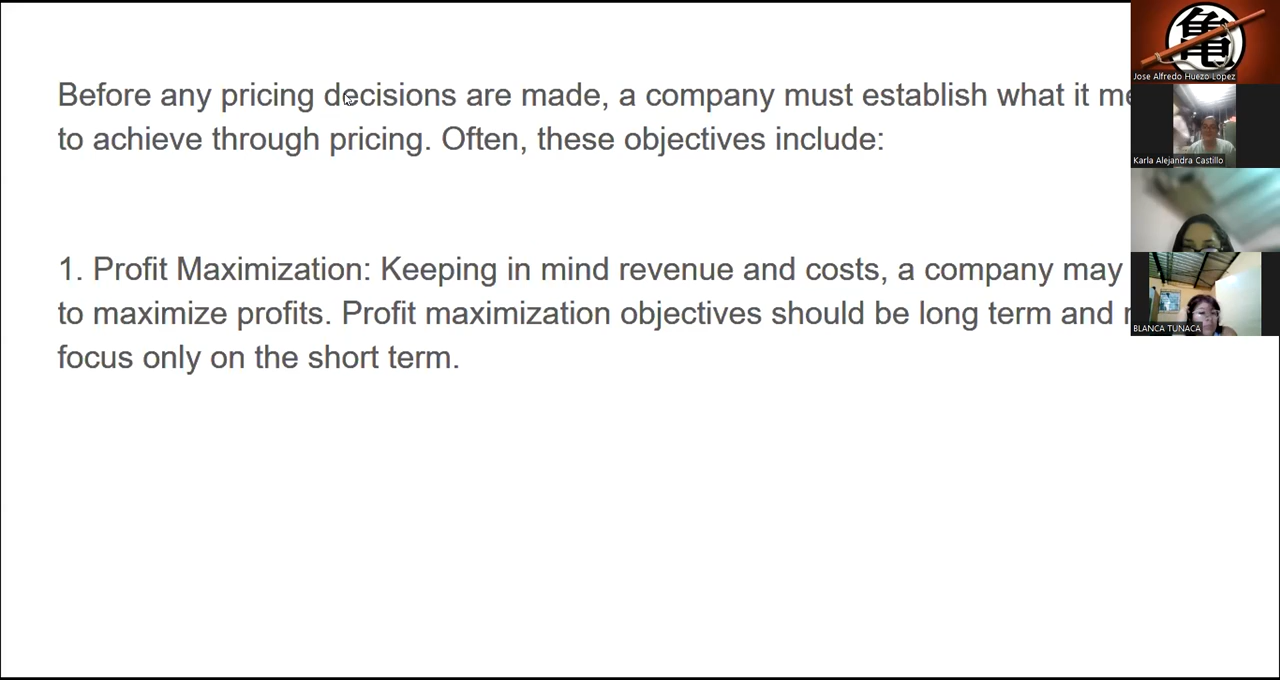 Before any pricing decisions are made, a company must establish what it
to achieve through pricing. Often, these objectives include:
1. Profit Maximization: Keeping in mind revenue and costs, a company may
to maximize profits. Profit maximization objectives should be long term and
focus only on the short term.
亀
Jose Alfredo Huezo Lopez
Karla Alejandra Castillo
BLANCA TUNACA